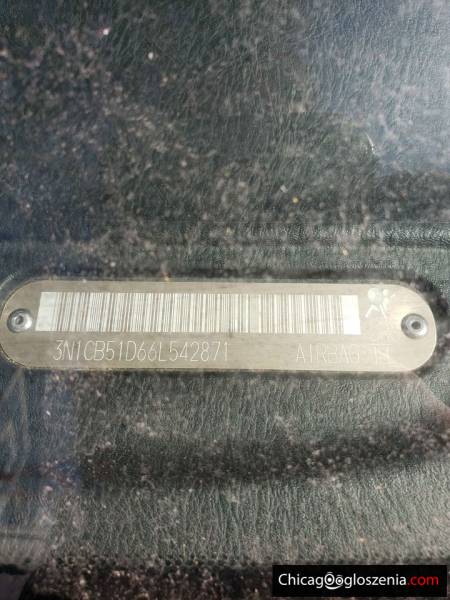 3N1CB51D66L542871 AIRBAG
Chicagoogloszenia.com